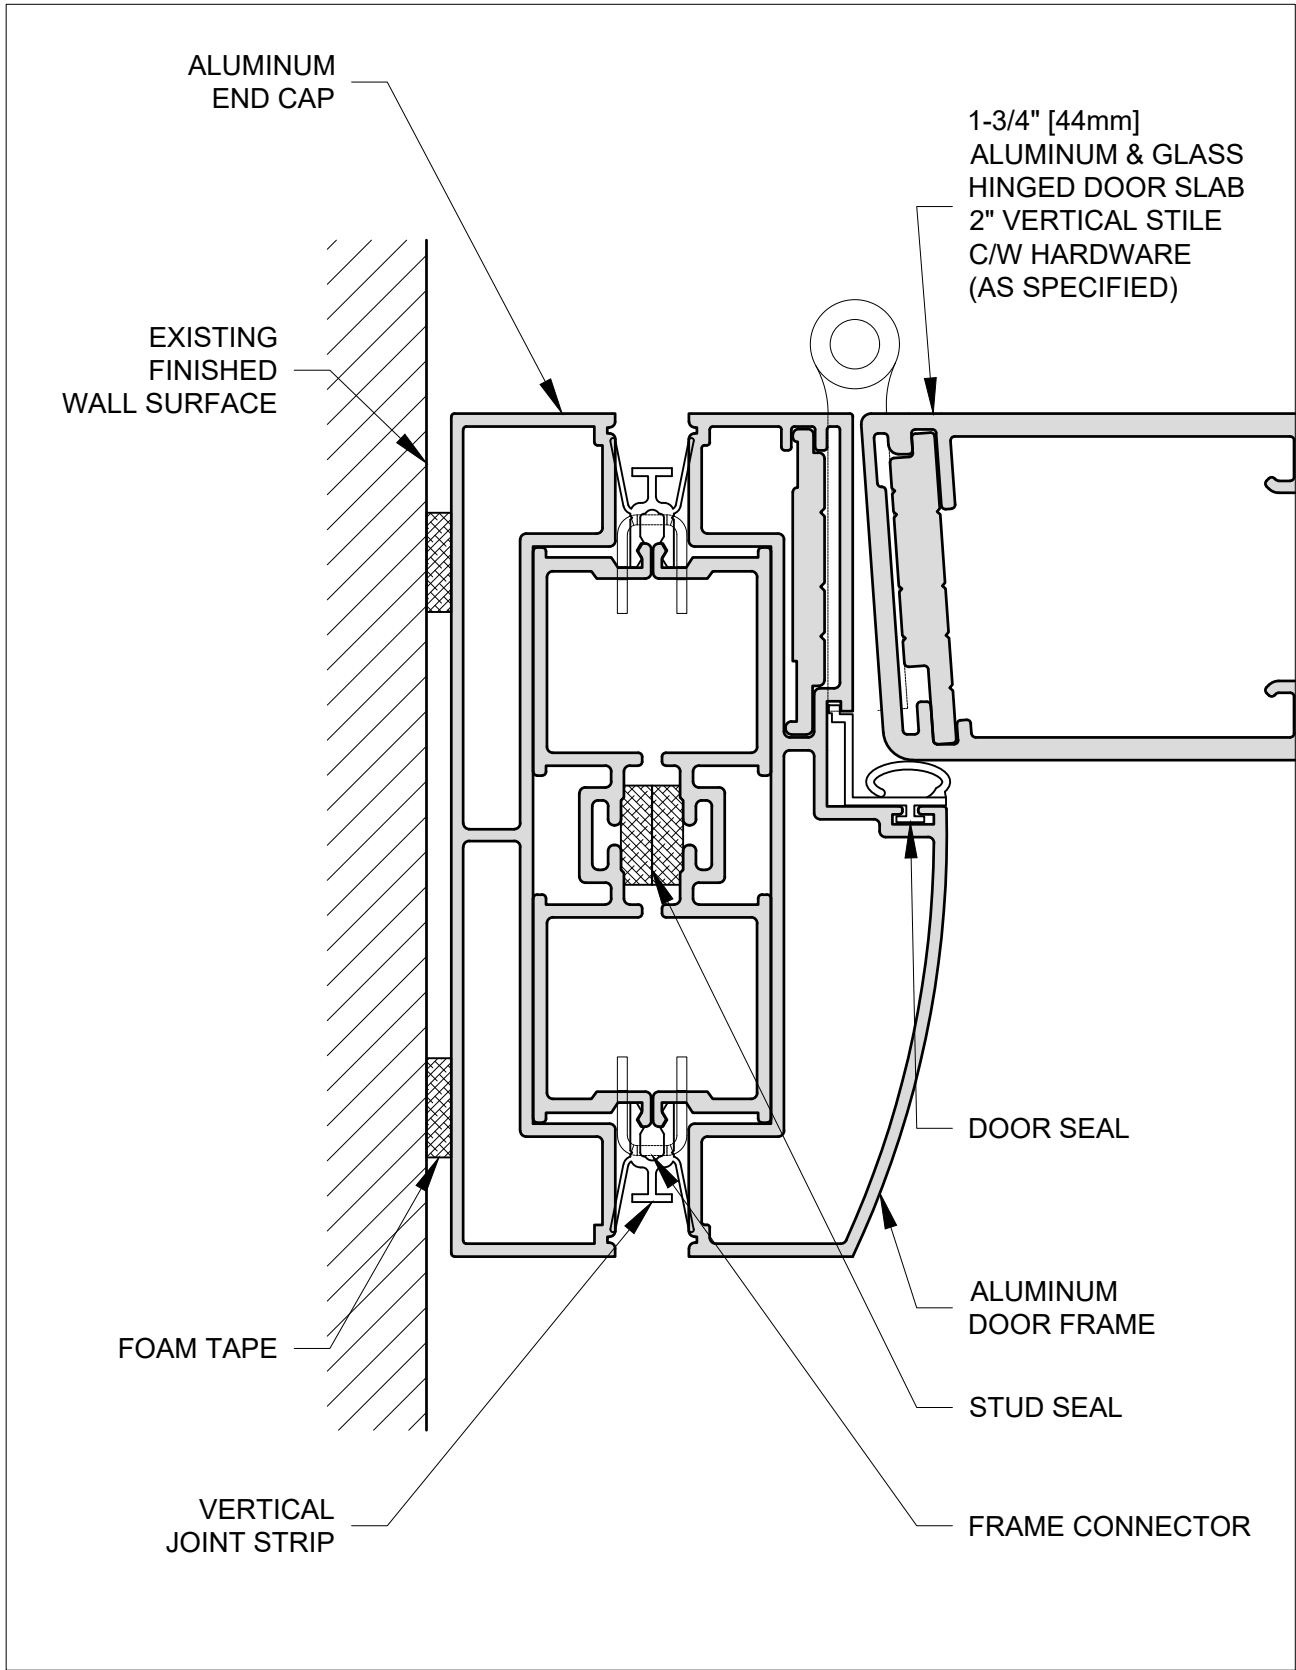 ALUMINUM
END CAP
1-3/4" [44mm]
ALUMINUM & GLASS
HINGED DOOR SLAB
2" VERTICAL STILE
C/W HARDWARE
(AS SPECIFIED)
EXISTING
FINISHED
WALL SURFACE
DOOR SEAL
ALUMINUM
DOOR FRAME
FOAM TAPE
STUD SEAL
VERTICAL
JOINT STRIP
FRAME CONNECTOR